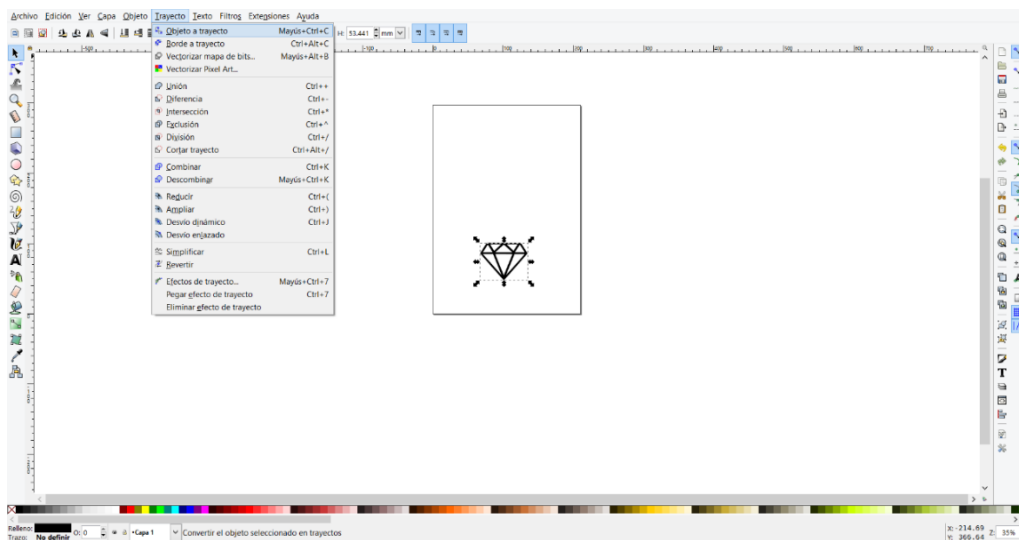 Archivo Edición Ver Capa Objeto Trayecto Texto Filtros Extensiones Ayuda
Objeto a trayecto Mayús+Ctrl+C
H: 53.441 mm
Borde a trayecto Ctrl+Alt+C
Vectorizar mapa de bits... Mayús+Alt+B
Vectorizar Pixel Art...
Unión Ctrl++
Diferencia Ctrl+-
Intersección Ctrl+*
Exclusión Ctrl+^
División Ctrl+/
Cortar trayecto Ctrl+Alt+/
Combinar Ctrl+K
Descombinar Mayús+Ctrl+K
Reducir Ctrl+(
Ampliar Ctrl+)
Desvío dinámico Ctrl+J
Desvío enlazado
Simplificar Ctrl+L
Revertir
Efectos de trayecto... Mayús+Ctrl+7
Pegar efecto de trayecto Ctrl+7
Eliminar efecto de trayecto
Relleno:
Trazo: No definir
O: 0
•Capa 1
Convertir el objeto seleccionado en trayectos
X: -214.69
Y: 366.64
Z: 35%